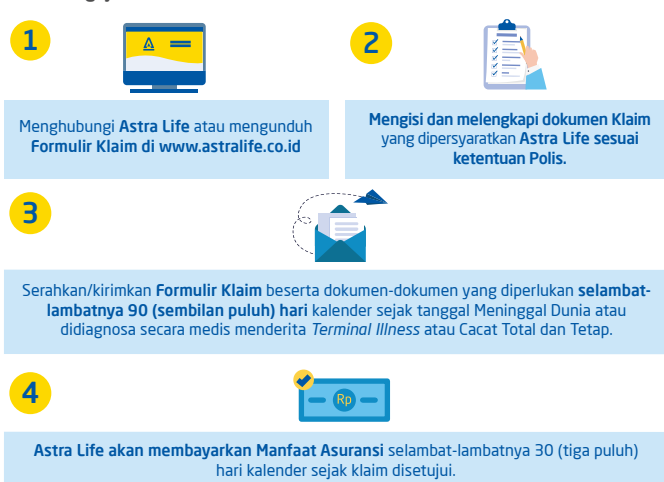 1
2
Menghubungi Astra Life atau mengunduh
Formulir Klaim di www.astralife.co.id
Mengisi dan melengkapi dokumen Klaim
yang dipersyaratkan Astra Life sesuai
ketentuan Polis.
3
Serahkan/kirimkan Formulir Klaim beserta dokumen-dokumen yang diperlukan selambat-
lambatnya 90 (sembilan puluh) hari kalender sejak tanggal Meninggal Dunia atau
didiagnosa secara medis menderita Terminal Illness atau Cacat Total dan Tetap.
4
Rp
Astra Life akan membayarkan Manfaat Asuransi selambat-lambatnya 30 (tiga puluh)
hari kalender sejak klaim disetujui.